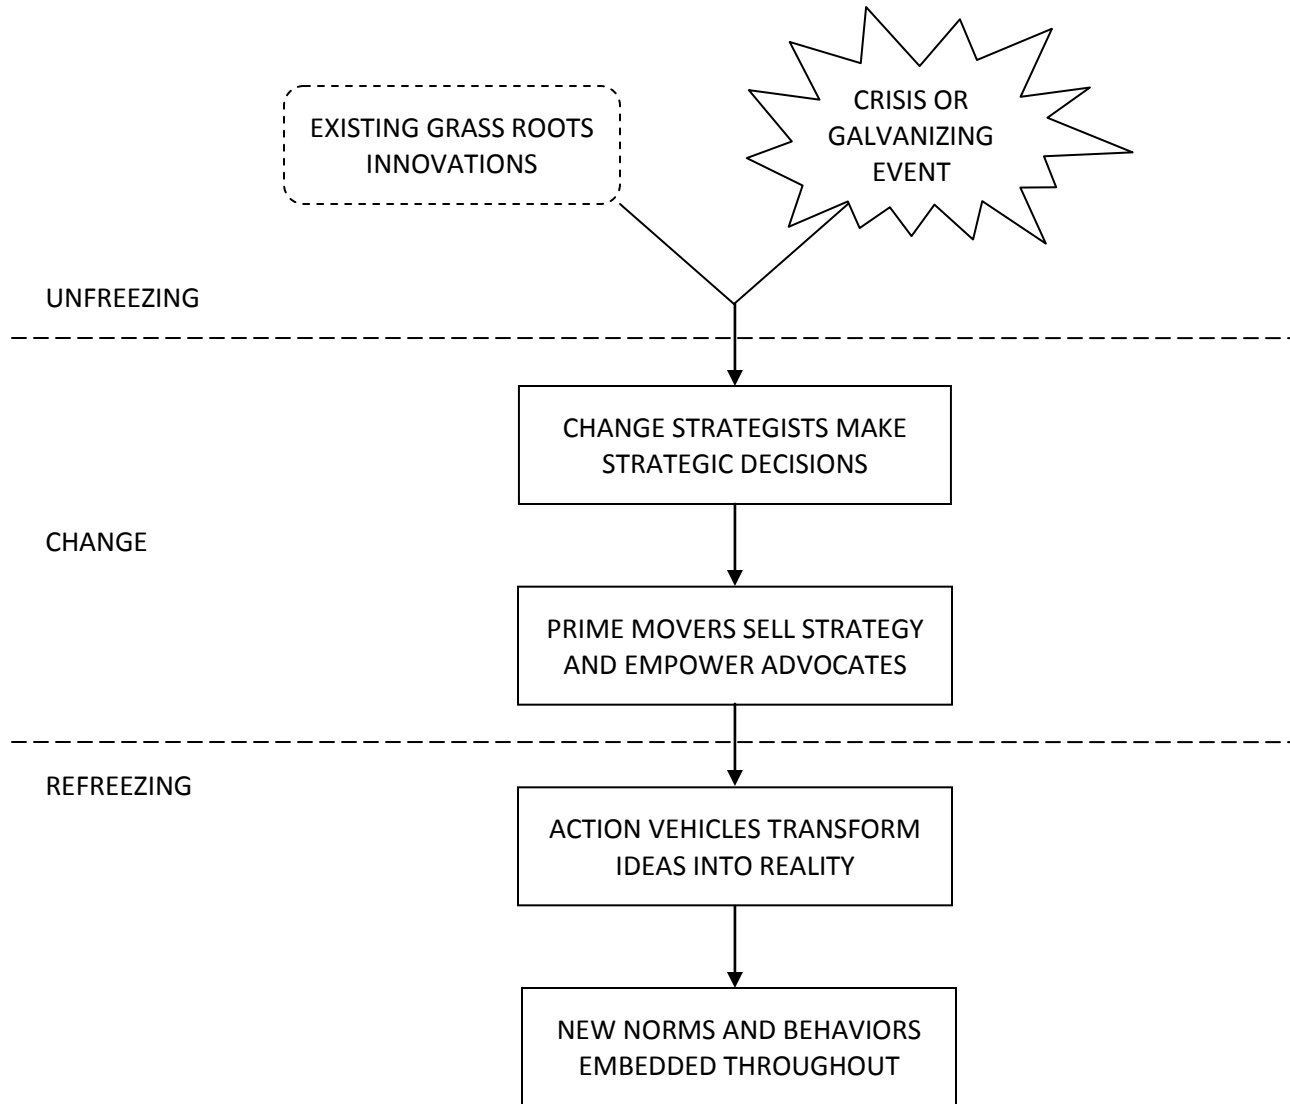 EXISTING GRASS ROOTS
INNOVATIONS
CRISIS OR
GALVANIZING
EVENT
UNFREEZING
CHANGE STRATEGISTS MAKE
STRATEGIC DECISIONS
CHANGE
PRIME MOVERS SELL STRATEGY
AND EMPOWER ADVOCATES
REFREEZING
ACTION VEHICLES TRANSFORM
IDEAS INTO REALITY
NEW NORMS AND BEHAVIORS
EMBEDDED THROUGHOUT